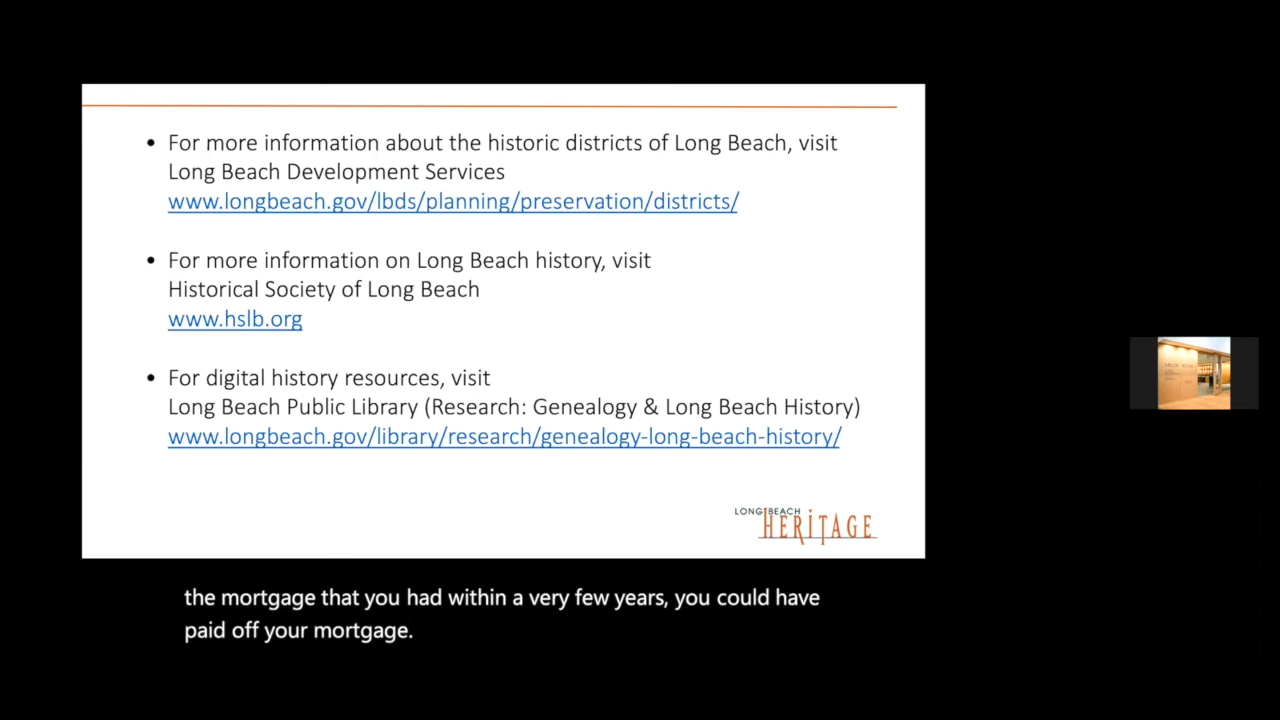 • For more information about the historic districts of Long Beach, visit
Long Beach Development Services
www.longbeach.gov/lbds/planning/preservation/districts/
• For more information on Long Beach history, visit
Historical Society of Long Beach
www.hslb.org
• For digital history resources, visit
Long Beach Public Library (Research: Genealogy & Long Beach History)
www.longbeach.gov/library/research/genealogy-long-beach-history/
LONG BEACH
HERITAGE
the mortgage that you had within a very few years, you could have
paid off your mortgage.